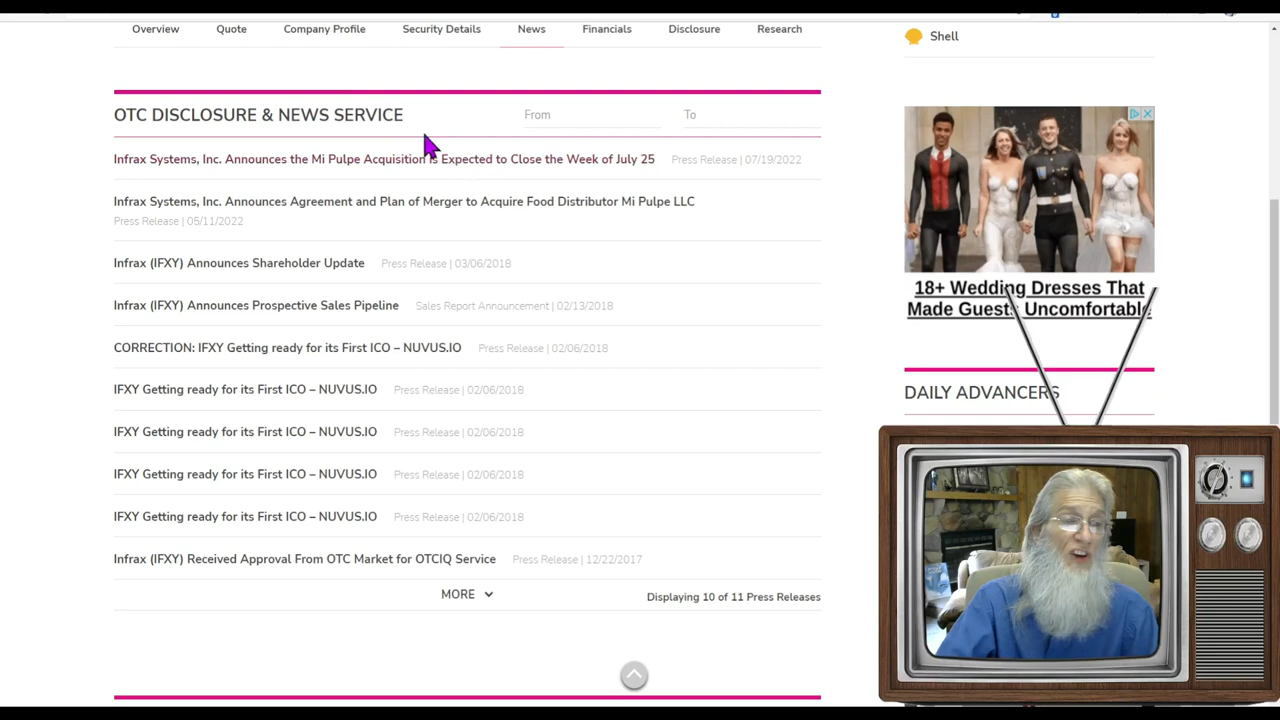 Overview Quote Company Profile Security Details News Financials Disclosure Research
OTC DISCLOSURE & NEWS SERVICE From To
Infrax Systems, Inc. Announces the Mi Pulpe Acquisition is Expected to Close the Week of July 25 Press Release | 07/19/2022
Infrax Systems, Inc. Announces Agreement and Plan of Merger to Acquire Food Distributor Mi Pulpe LLC
Press Release | 05/11/2022
Infrax (IFXY) Announces Shareholder Update Press Release | 03/06/2018
Infrax (IFXY) Announces Prospective Sales Pipeline Sales Report Announcement | 02/13/2018
CORRECTION: IFXY Getting ready for its First ICO – NUVUS.IO Press Release | 02/06/2018
IFXY Getting ready for its First ICO – NUVUS.IO Press Release | 02/06/2018
IFXY Getting ready for its First ICO – NUVUS.IO Press Release | 02/06/2018
IFXY Getting ready for its First ICO – NUVUS.IO Press Release | 02/06/2018
IFXY Getting ready for its First ICO – NUVUS.IO Press Release | 02/06/2018
Infrax (IFXY) Received Approval From OTC Market for OTCIQ Service Press Release | 12/22/2017
MORE
Displaying 10 of 11 Press Releases
Shell
18+ Wedding Dresses That
Made Guests Uncomfortable
DAILY ADVANCERS